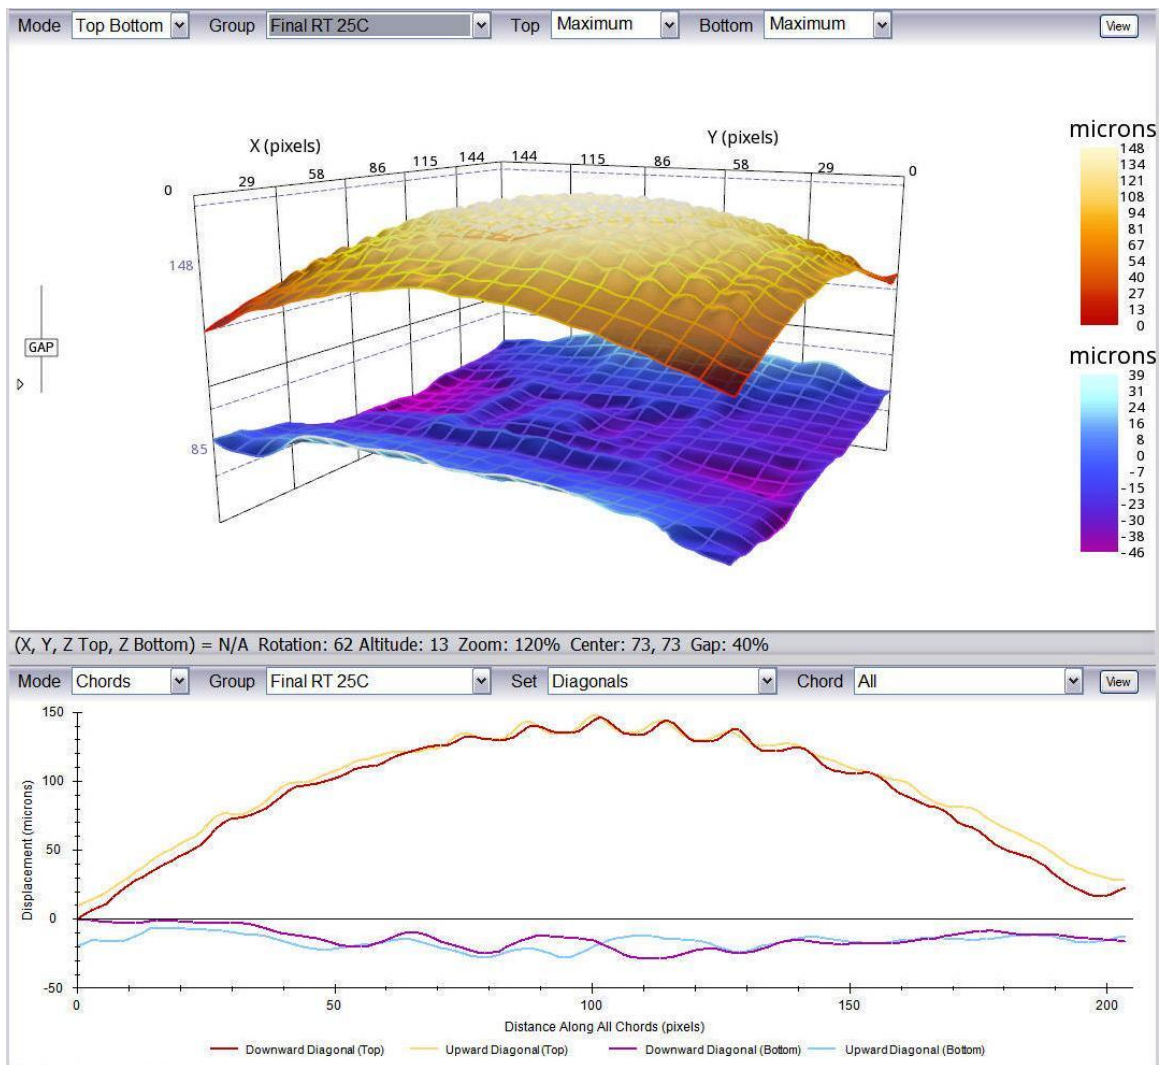 Mode Top Bottom Group Final RT 25C Top Maximum Bottom Maximum View
X (pixels) Y (pixels)
0 29 58 86 115 144 144 115 86 58 29 0
148
85
GAP
microns
148
134
121
108
94
81
67
54
40
27
13
0
microns
39
31
24
16
8
0
-7
-15
-23
-30
-38
-46
(X, Y, Z Top, Z Bottom) = N/A Rotation: 62 Altitude: 13 Zoom: 120% Center: 73, 73 Gap: 40%
Mode Chords Group Final RT 25C Set Diagonals Chord All View
Displacement (microns)
150
100
50
0
-50
0 50 100 150 200
Distance Along All Chords (pixels)
Downward Diagonal (Top) Upward Diagonal (Top) Downward Diagonal (Bottom) Upward Diagonal (Bottom)